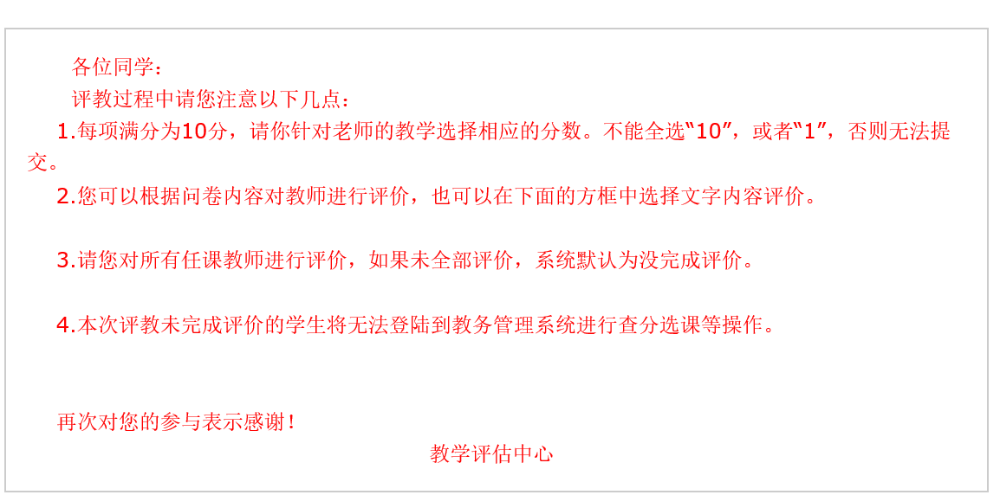 各位同学：
评教过程中请您注意以下几点：
1.每项满分为10分，请你针对老师的教学选择相应的分数。不能全选“10”，或者“1”，否则无法提
交。
2.您可以根据问卷内容对教师进行评价，也可以在下面的方框中选择文字内容评价。
3.请您对所有任课教师进行评价，如果未全部评价，系统默认为没完成评价。
4.本次评教未完成评价的学生将无法登陆到教务管理系统进行查分选课等操作。
再次对您的参与表示感谢！
教学评估中心